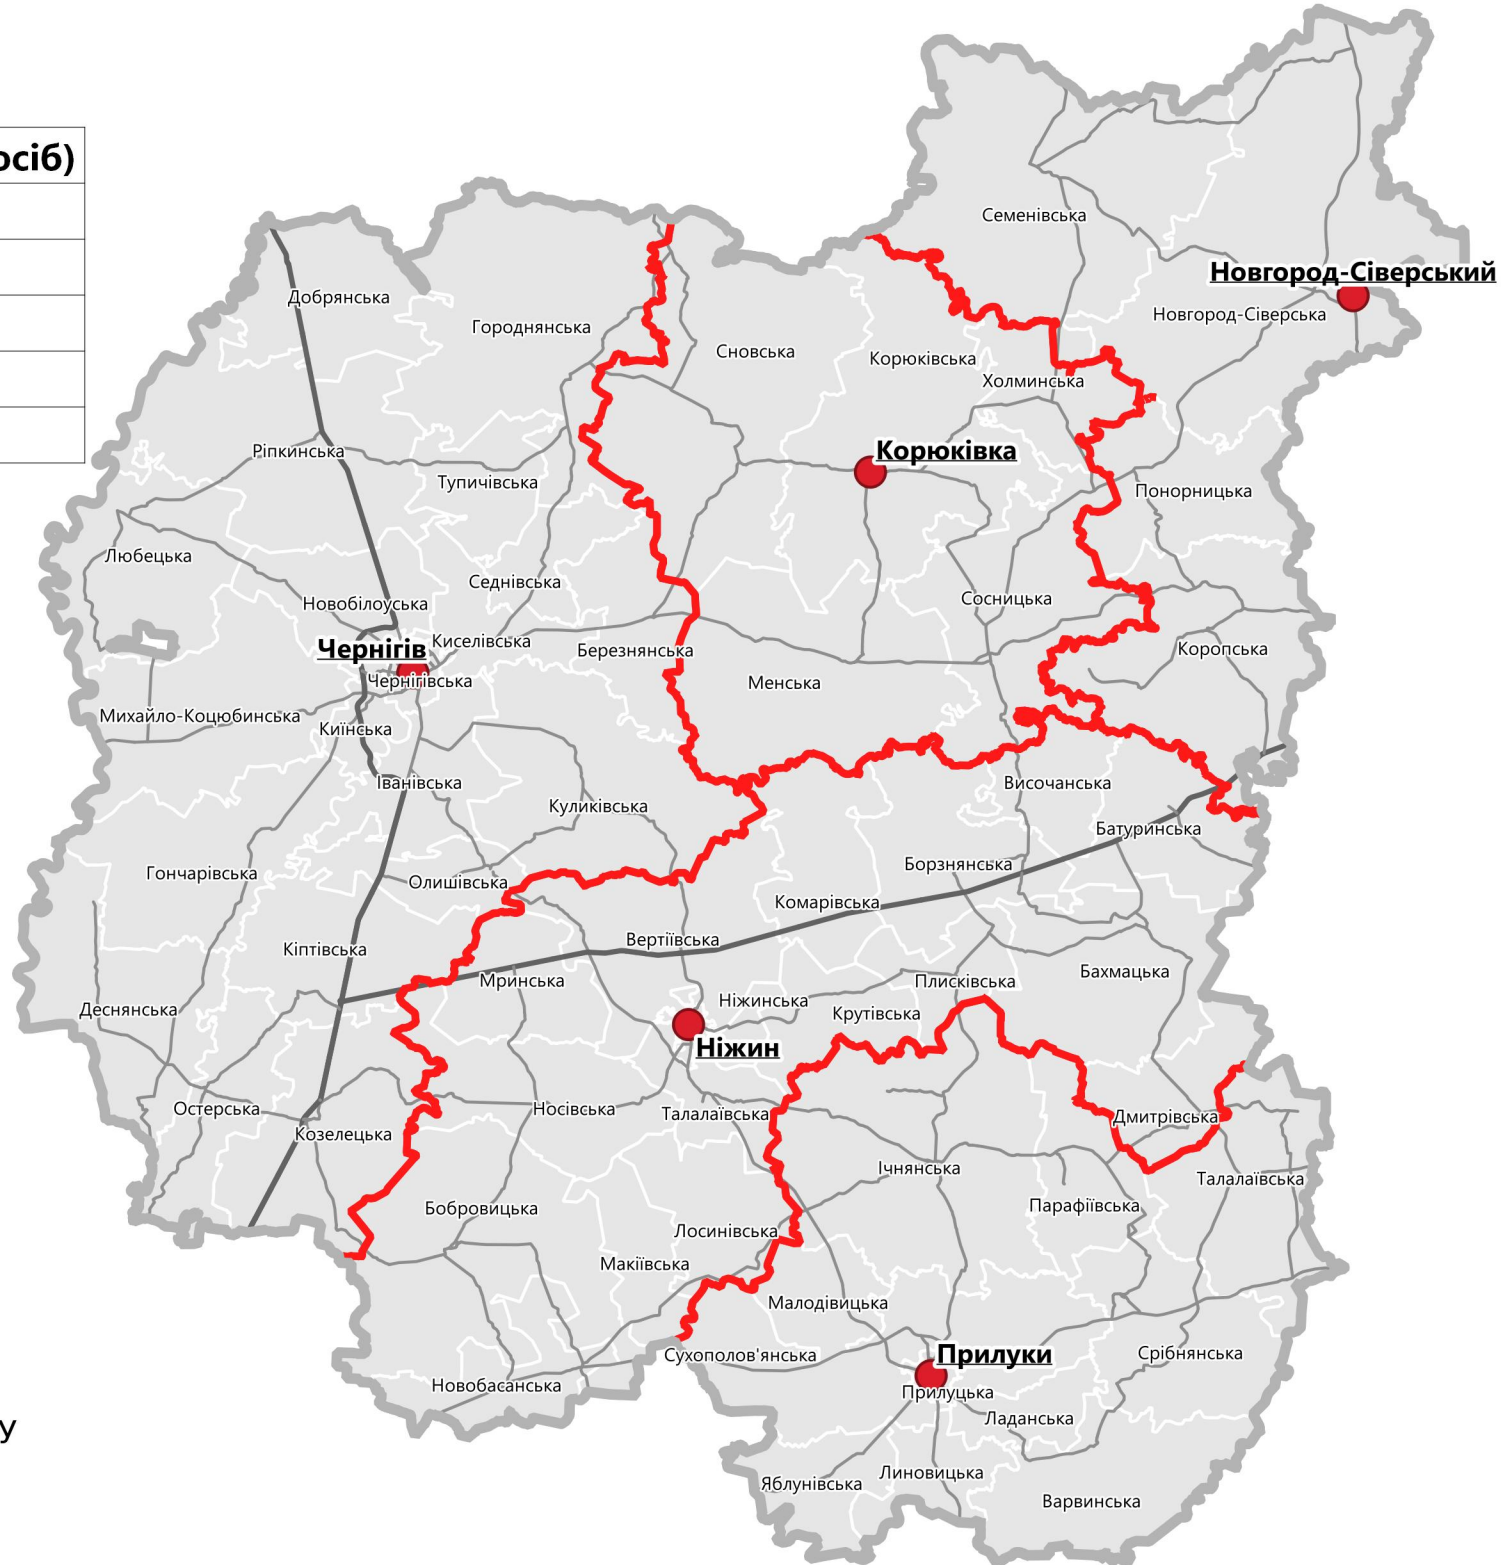 осіб)
Семенівська
Новгород-Сіверський
Добрянська
Новгород-Сіверська
Городнянська
Сновська
Корюківська
Холминська
Корюківка
Ріпкинська
Тупичівська
Понорницька
Любецька
Седнівська
Сосницька
Новобілоуська
Киселівська
Чернігів
Березнянська
Коропська
Чернігівська
Менська
Михайло-Коцюбинська
Киїнська
Іванівська
Височанська
Куликівська
Батуринська
Борзнянська
Гончарівська
Олишівська
Комарівська
Вертіївська
Кіптівська
Бахмацька
Мринська
Плисківська
Ніжинська
Деснянська
Крутівська
Ніжин
Остерська
Носівська
Талалаївська
Дмитрівська
Козелецька
Ічнянська
Талалаївська
Бобровицька
Парафіївська
Лосинівська
Макіївська
Малодівицька
Сухополов'янська
Прилуки
Срібнянська
Новобасанська
Прилуцька
Ладанська
у
Линовицька
Яблунівська
Варвинська